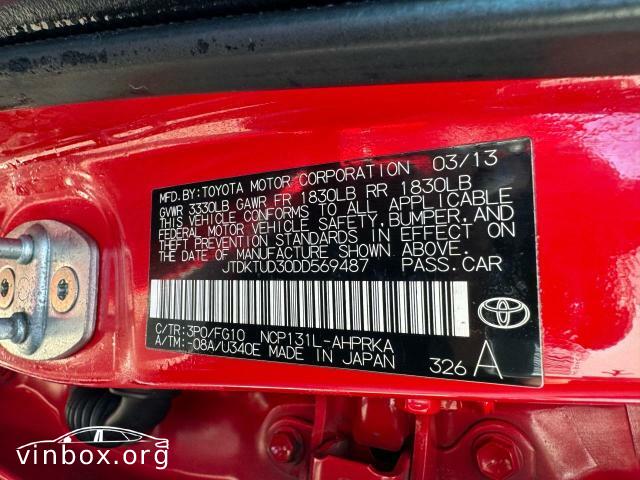 MFD. BY: TOYOTA MOTOR CORPORATION 03/13
GVWR 3330LB GAWR FR 1830LB RR 1830LB
THIS VEHICLE CONFORMS TO ALL APPLICABLE
FEDERAL MOTOR VEHICLE SAFETY, BUMPER, AND
THEFT PREVENTION STANDARDS IN EFFECT ON
THE DATE OF MANUFACTURE SHOWN ABOVE.
JTDKTUD30DD569487 PASS. CAR
C/TR: 3P0/FG10 NCP131L-AHPRKA
A/TM: -08A/U340E MADE IN JAPAN 326 A
vinbox.org